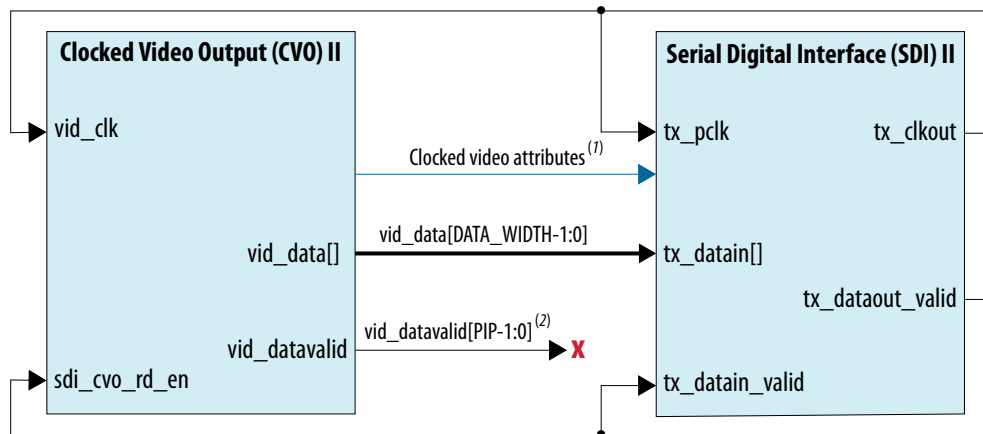 Clocked Video Output (CVO) II
vid_clk
vid_data[]
vid_datavalid
sdi_cvo_rd_en
Clocked video attributes (1)
vid_data[DATA_WIDTH-1:0]
vid_datavalid[PIP-1:0] (2)
X
Serial Digital Interface (SDI) II
tx_pclk
tx_clkout
tx_datain[]
tx_dataout_valid
tx_datain_valid